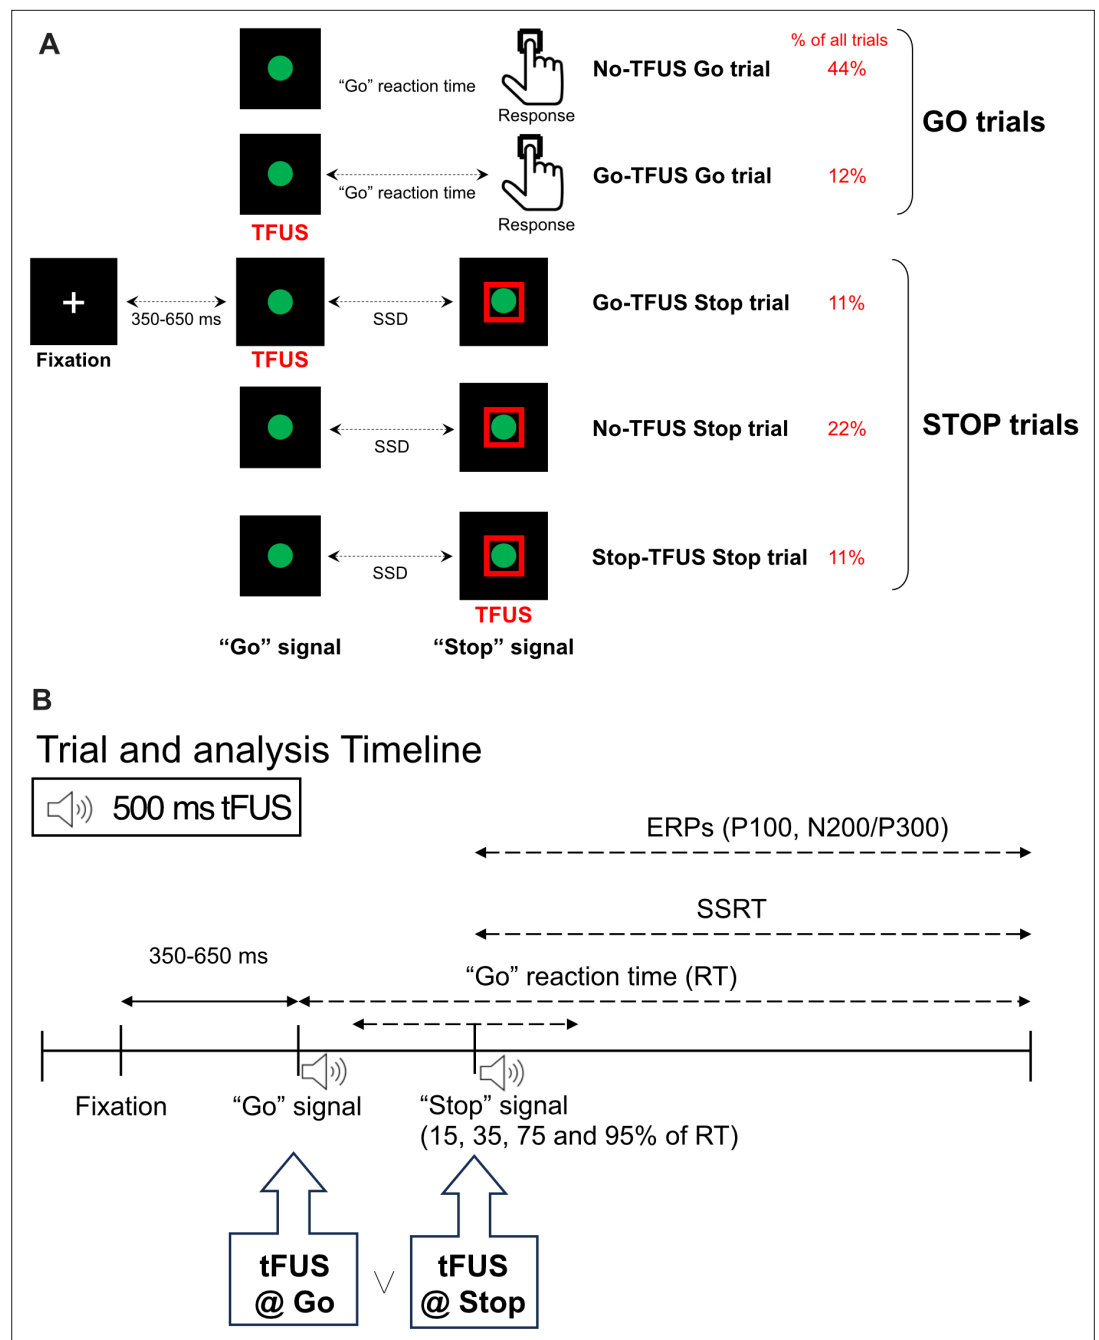 A
% of all trials
"Go" reaction time
Response
No-TFUS Go trial
44%
GO trials
"Go" reaction time
Response
Go-TFUS Go trial
12%
TFUS
Fixation
350-650 ms
TFUS
SSD
Go-TFUS Stop trial
11%
SSD
No-TFUS Stop trial
22%
STOP trials
SSD
TFUS
Stop-TFUS Stop trial
11%
"Go" signal
"Stop" signal
B
Trial and analysis Timeline
500 ms tFUS
ERPs (P100, N200/P300)
SSRT
350-650 ms
"Go" reaction time (RT)
Fixation
"Go" signal
"Stop" signal
(15, 35, 75 and 95% of RT)
tFUS
@ Go
V
tFUS
@ Stop